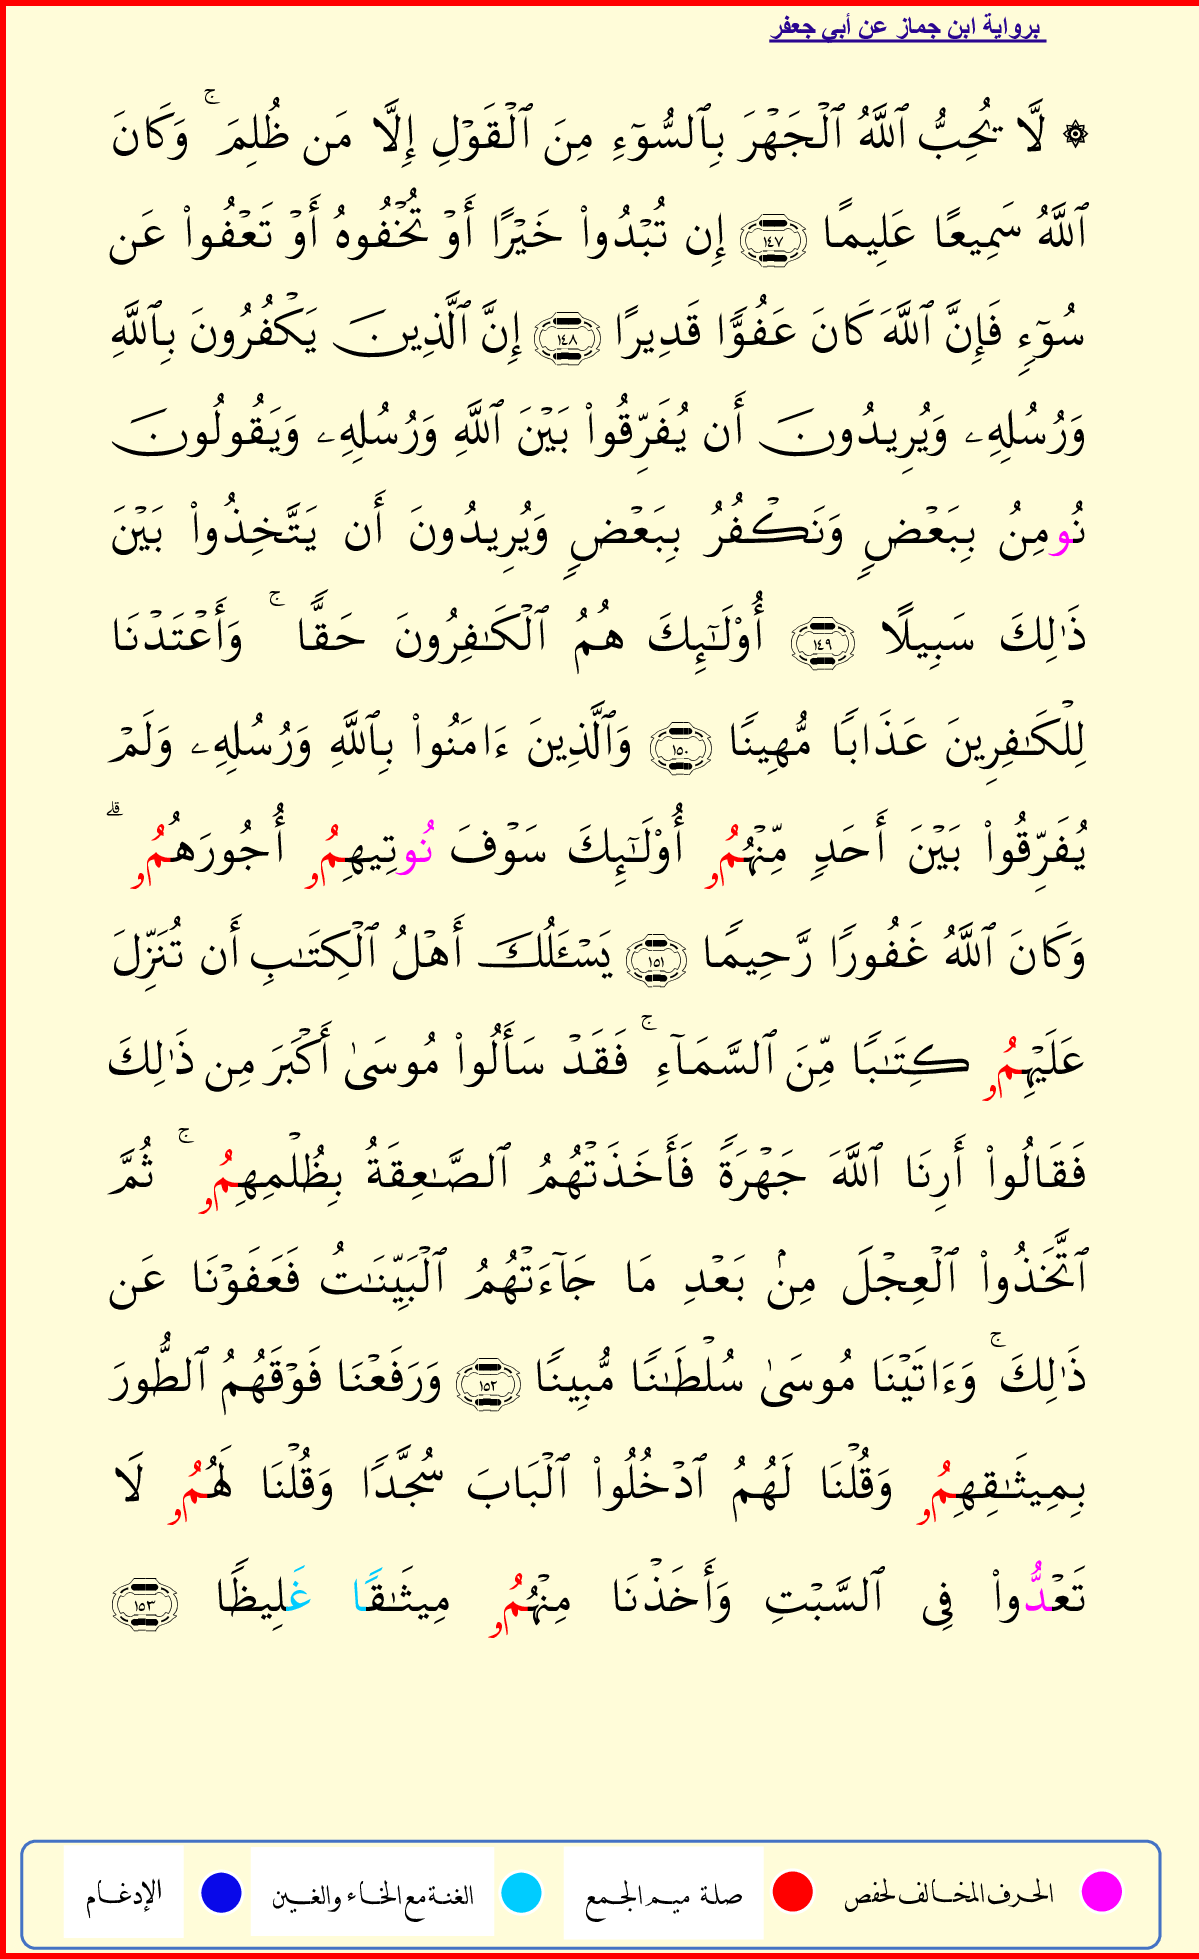 برواية ابن جماز عن أبي جعفر
۞ لَّا يُحِبُّ ٱللَّهُ ٱلۡجَهۡرَ بِٱلسُّوٓءِ مِنَ ٱلۡقَوۡلِ إِلَّا مَن ظُلِمَۚ وَكَانَ
ٱللَّهُ سَمِيعًا عَلِيمًا ١٤٧ إِن تُبۡدُواْ خَيۡرًا أَوۡ تُخۡفُوهُ أَوۡ تَعۡفُواْ عَن
سُوٓءٖ فَإِنَّ ٱللَّهَ كَانَ عَفُوّٗا قَدِيرًا ١٤٨ إِنَّ ٱلَّذِينَ يَكۡفُرُونَ بِٱللَّهِ
وَرُسُلِهِۦ وَيُرِيدُونَ أَن يُفَرِّقُواْ بَيۡنَ ٱللَّهِ وَرُسُلِهِۦ وَيَقُولُونَ
نُومِنُ بِبَعۡضٖ وَنَكۡفُرُ بِبَعۡضٖ وَيُرِيدُونَ أَن يَتَّخِذُواْ بَيۡنَ
ذَٰلِكَ سَبِيلًا ١٤٩ أُوْلَٰٓئِكَ هُمُ ٱلۡكَٰفِرُونَ حَقّٗاۚ وَأَعۡتَدۡنَا
لِلۡكَٰفِرِينَ عَذَابٗا مُّهِينٗا ١٥٠ وَٱلَّذِينَ ءَامَنُواْ بِٱللَّهِ وَرُسُلِهِۦ وَلَمۡ
يُفَرِّقُواْ بَيۡنَ أَحَدٖ مِّنۡهُمُۥ أُوْلَٰٓئِكَ سَوۡفَ نُوتِيهِمُۥ أُجُورَهُمُۥۗ
وَكَانَ ٱللَّهُ غَفُورٗا رَّحِيمٗا ١٥١ يَسۡـَٔلُكَ أَهۡلُ ٱلۡكِتَٰبِ أَن تُنَزِّلَ
عَلَيۡهِمُۥ كِتَٰبٗا مِّنَ ٱلسَّمَآءِۚ فَقَدۡ سَأَلُواْ مُوسَىٰٓ أَكۡبَرَ مِن ذَٰلِكَ
فَقَالُواْ أَرِنَا ٱللَّهَ جَهۡرَةٗ فَأَخَذَتۡهُمُ ٱلصَّٰعِقَةُ بِظُلۡمِهِمُۥۚ ثُمَّ
ٱتَّخَذُواْ ٱلۡعِجۡلَ مِنۢ بَعۡدِ مَا جَآءَتۡهُمُ ٱلۡبَيِّنَٰتُ فَعَفَوۡنَا عَن
ذَٰلِكَۚ وَءَاتَيۡنَا مُوسَىٰ سُلۡطَٰنٗا مُّبِينٗا ١٥٢ وَرَفَعۡنَا فَوۡقَهُمُ ٱلطُّورَ
بِمِيثَٰقِهِمُۥ وَقُلۡنَا لَهُمُ ٱدۡخُلُواْ ٱلۡبَابَ سُجَّدٗا وَقُلۡنَا لَهُمُۥ لَا
تَعۡدُّواْ فِي ٱلسَّبۡتِ وَأَخَذۡنَا مِنۡهُمُۥ مِيثَٰقًا غَلِيظٗا ١٥٣
الحرف المخالف لحفص صلة ميم الجمع الغنة مع الخاء والغين الإدغام